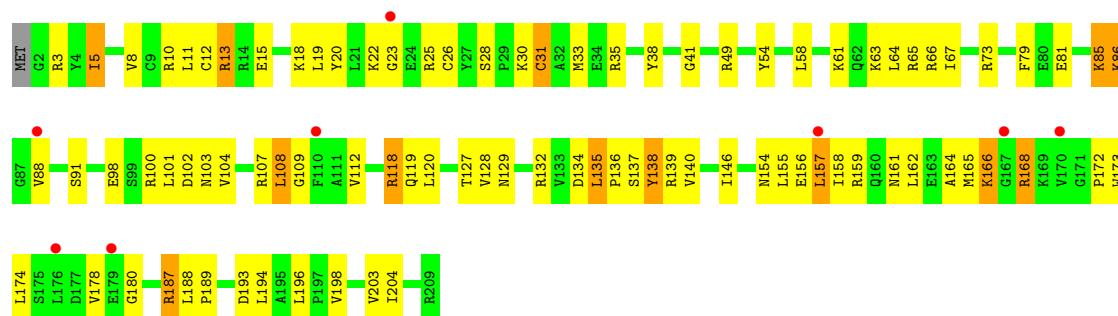 MET G2 R3 Y4 I5 V8 C9 R10 L11 C12 R13 R14 E15 K18 L19 Y20 L21 K22 G23 E24 R25 C26 Y27 S28 P29 K30 C31 A32 M33 E34 R35 Y38 G41 R49 Y54 L58 K61 Q62 K63 L64 R65 R66 I67 R73 F79 E80 E81 K85 K86
G87 V88 S91 E98 S99 R100 L101 D102 N103 V104 R107 L108 G109 F110 A111 V112 R118 Q119 L120 T127 V128 N129 R132 V133 D134 L135 P136 S137 Y138 R139 V140 I146 N154 L155 E156 L157 I158 R159 Q160 N161 L162 E163 A164 M165 K166 G167 R168 K169 V170 G171 P172 W173
L174 S175 L176 D177 V178 E179 G180 R187 L188 P189 D193 L194 A195 L196 P197 V198 V203 I204 R209